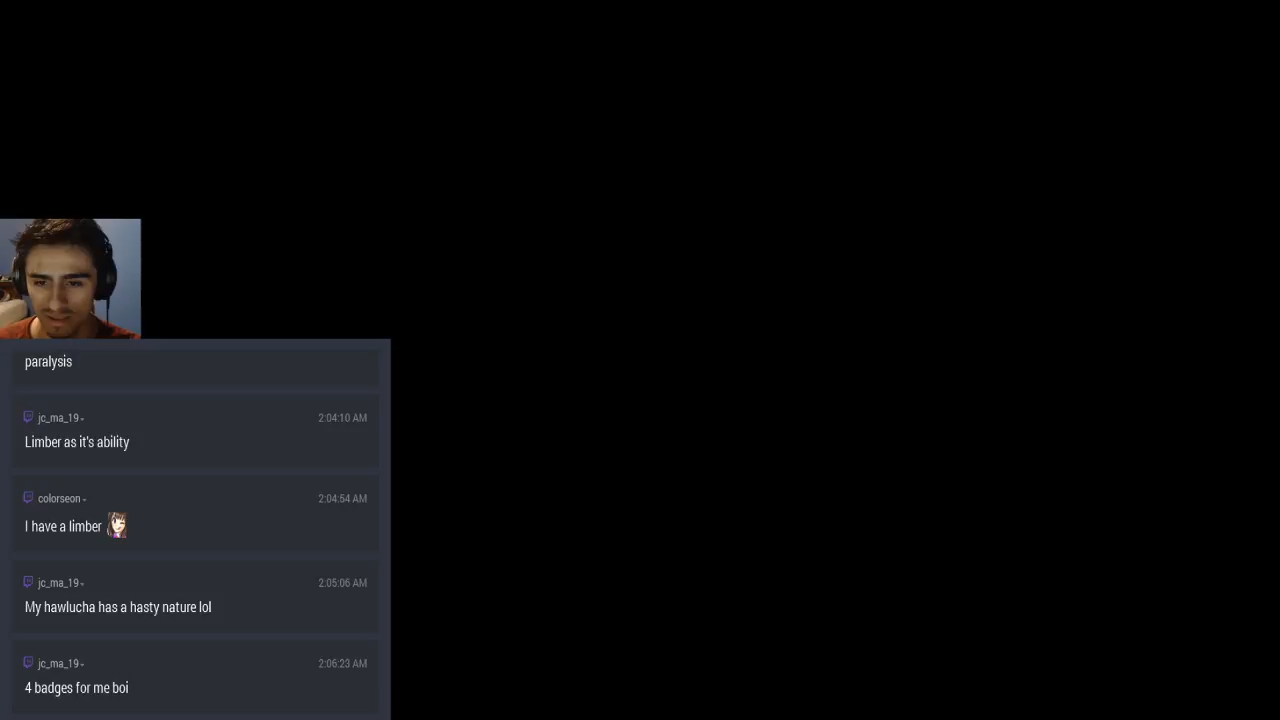 paralysis
jc_ma_19
2:04:10 AM
Limber as it's ability
colorseon
2:04:54 AM
I have a limber
jc_ma_19
2:05:06 AM
My hawlucha has a hasty nature lol
jc_ma_19
2:06:23 AM
4 badges for me boi